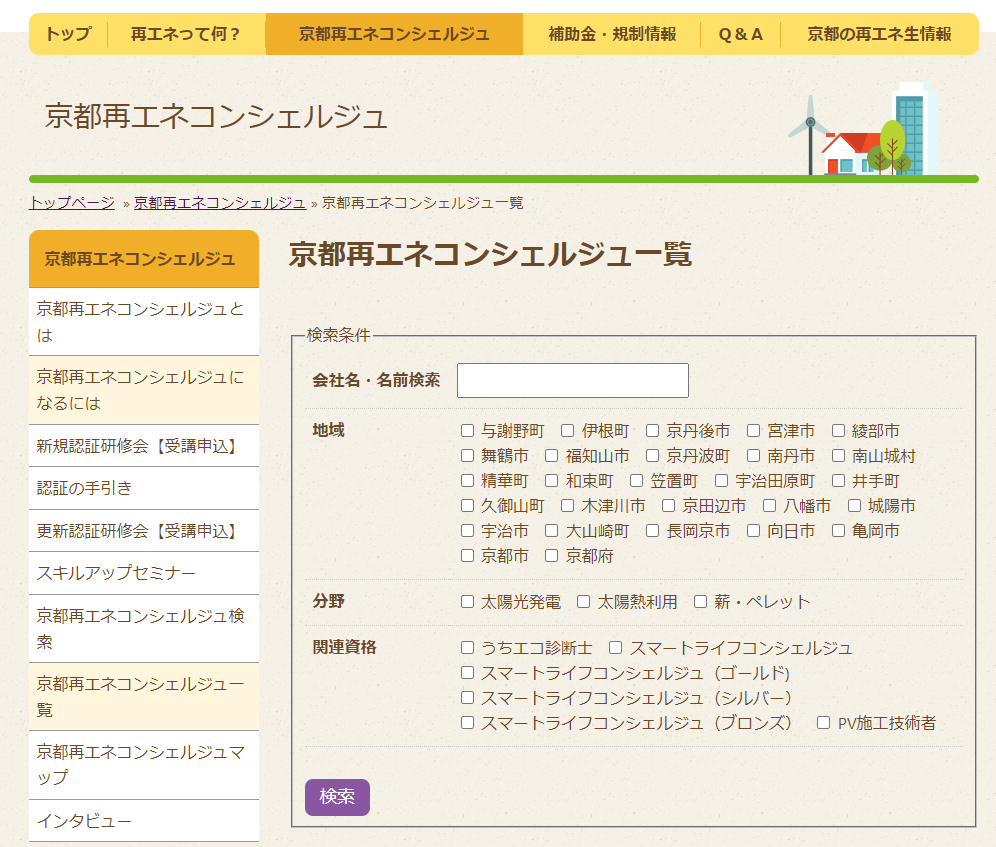 トップ 再エネって何? 京都再エネコンシェルジュ 補助金・規制情報 Q&A 京都の再エネ生情報
京都再エネコンシェルジュ
トップページ » 京都再エネコンシェルジュ » 京都再エネコンシェルジュ一覧
京都再エネコンシェルジュ
京都再エネコンシェルジュと
は
京都再エネコンシェルジュに
なるには
新規認証研修会【受講申込】
認証の手引き
更新認証研修会【受講申込】
スキルアップセミナー
京都再エネコンシェルジュ検
索
京都再エネコンシェルジュ一
覧
京都再エネコンシェルジュマ
ップ
インタビュー
京都再エネコンシェルジュ一覧
検索条件
会社名・名前検索
地域 与謝野町 伊根町 京丹後市 宮津市 綾部市
舞鶴市 福知山市 京丹波町 南丹市 南山城村
精華町 和束町 笠置町 宇治田原町 井手町
久御山町 木津川市 京田辺市 八幡市 城陽市
宇治市 大山崎町 長岡京市 向日市 亀岡市
京都市 京都府
分野 太陽光発電 太陽熱利用 薪・ペレット
関連資格 うちエコ診断士 スマートライフコンシェルジュ
スマートライフコンシェルジュ(ゴールド)
スマートライフコンシェルジュ(シルバー)
スマートライフコンシェルジュ(ブロンズ) PV施工技術者
検索